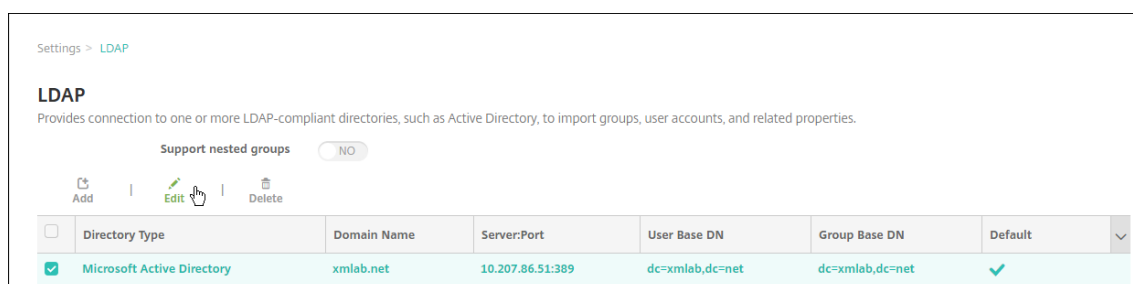 Settings > LDAP
LDAP
Provides connection to one or more LDAP-compliant directories, such as Active Directory, to import groups, user accounts, and related properties.
Support nested groups NO
Add | Edit | Delete
Directory Type Domain Name Server:Port User Base DN Group Base DN Default
Microsoft Active Directory xmlab.net 10.207.86.51:389 dc=xmlab,dc=net dc=xmlab,dc=net